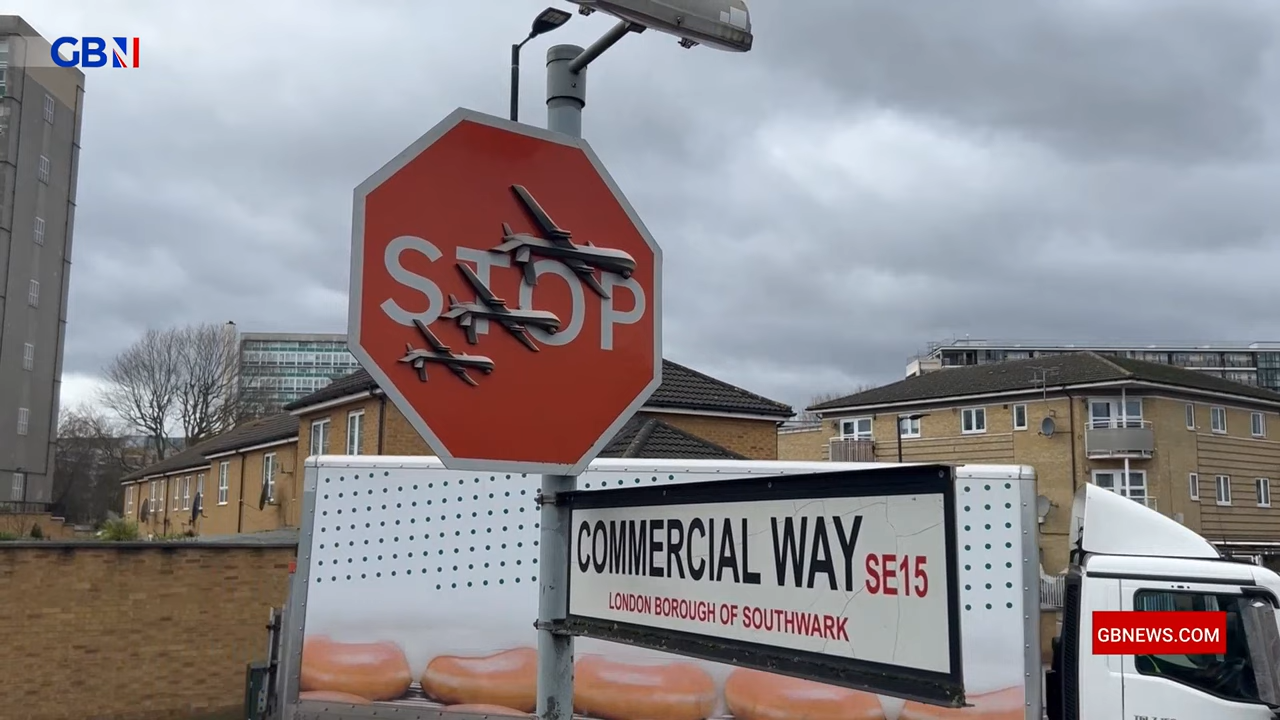 GBN
STOP
COMMERCIAL WAY SE15
LONDON BOROUGH OF SOUTHWARK
GBNEWS.COM